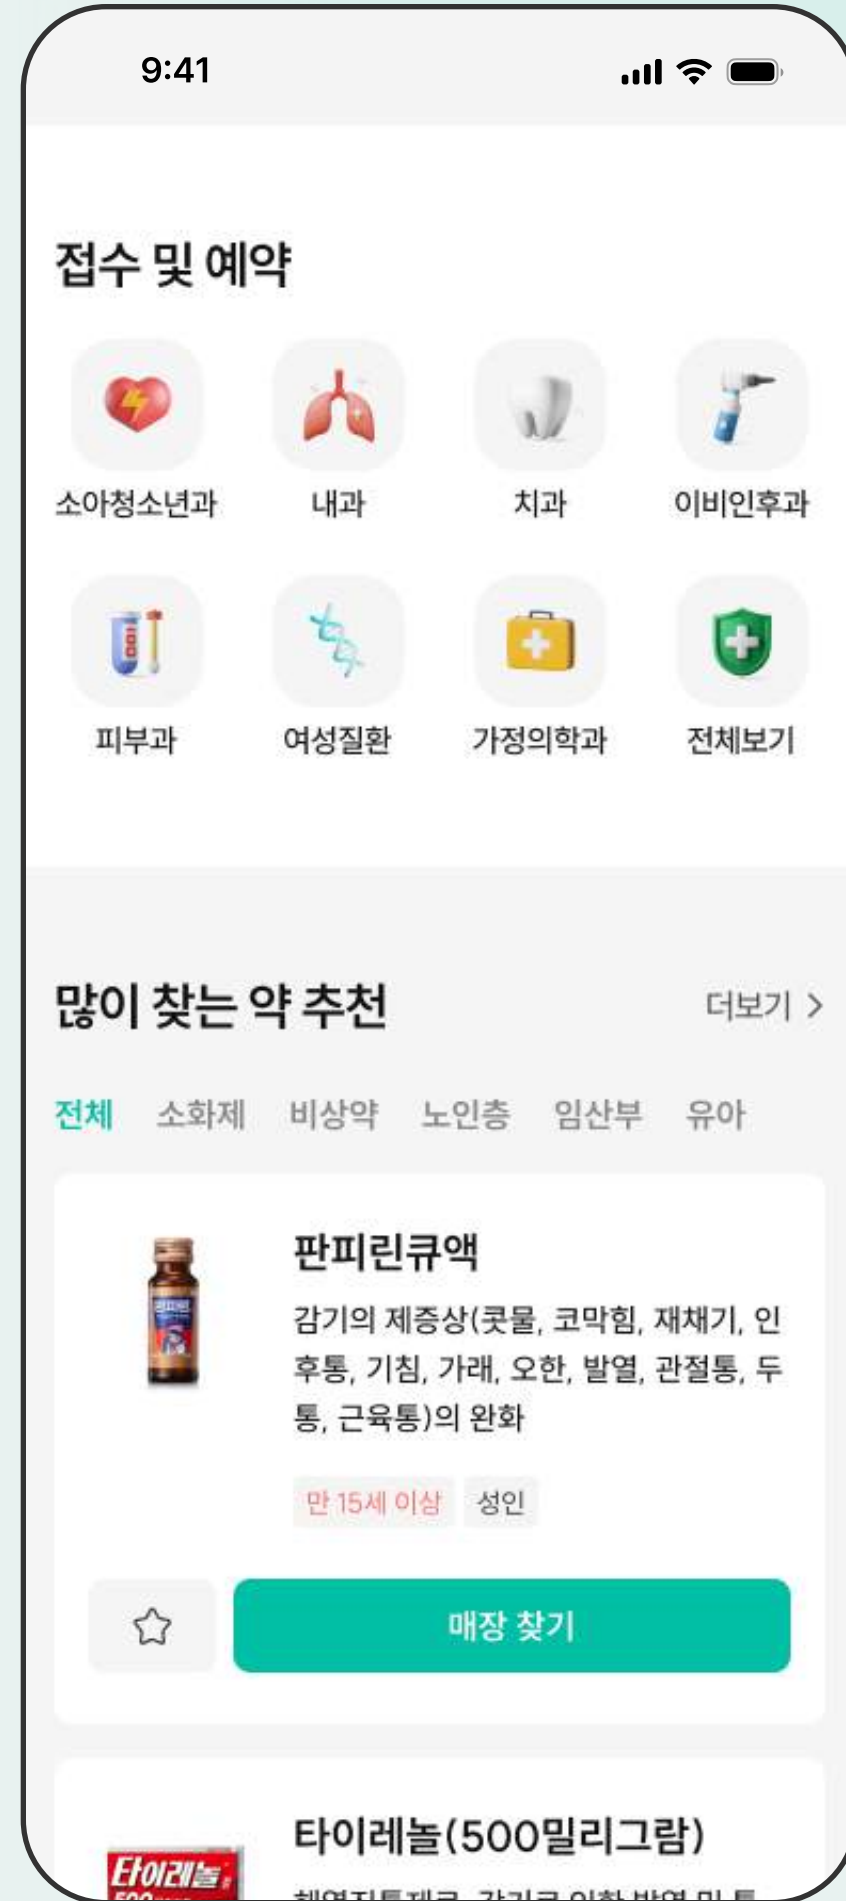 9:41
접수 및 예약
소아청소년과 내과 치과 이비인후과
피부과 여성질환 가정의학과 전체보기
많이 찾는 약 추천 더보기 >
전체 소화제 비상약 노인층 임산부 유아
판피린큐액
감기의 제증상(콧물, 코막힘, 재채기, 인
후통, 기침, 가래, 오한, 발열, 관절통, 두
통, 근육통)의 완화
만 15세 이상 성인
매장 찾기
타이레놀(500밀리그람)
타이레놀